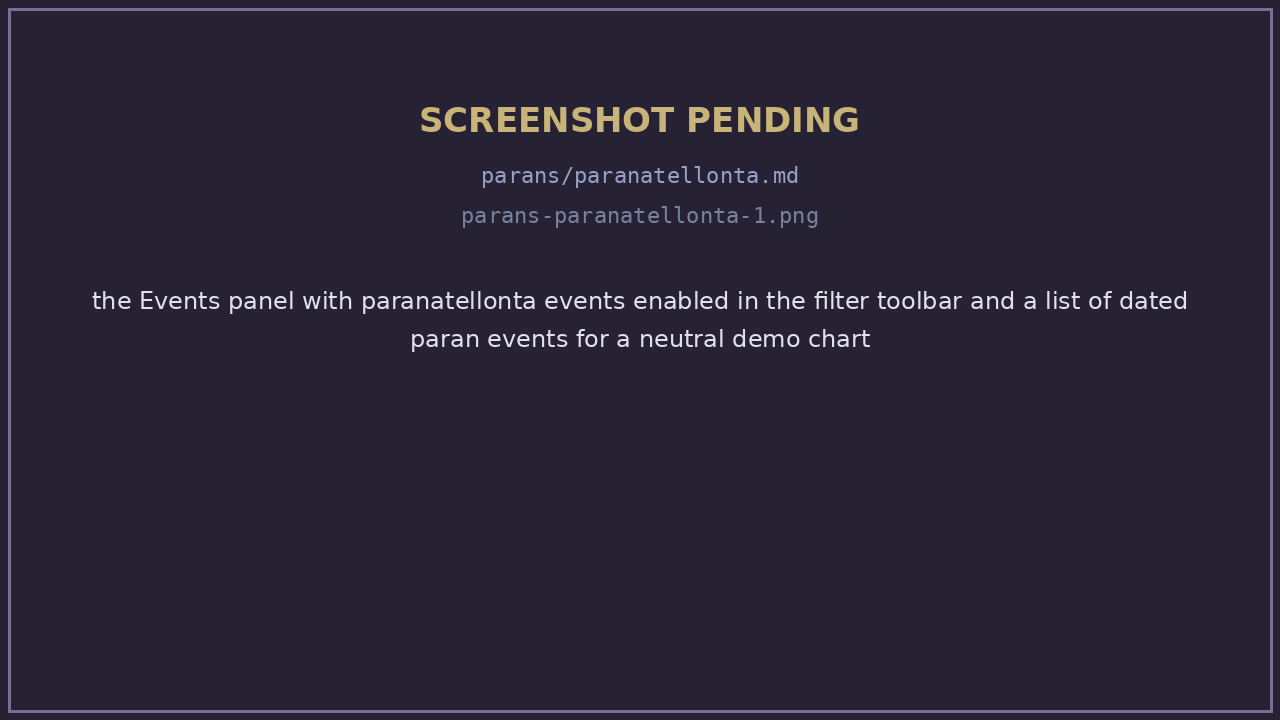 SCREENSHOT PENDING
parans/paranatellonta.md
parans-paranatellonta-1.png
the Events panel with paranatellonta events enabled in the filter toolbar and a list of dated
paran events for a neutral demo chart